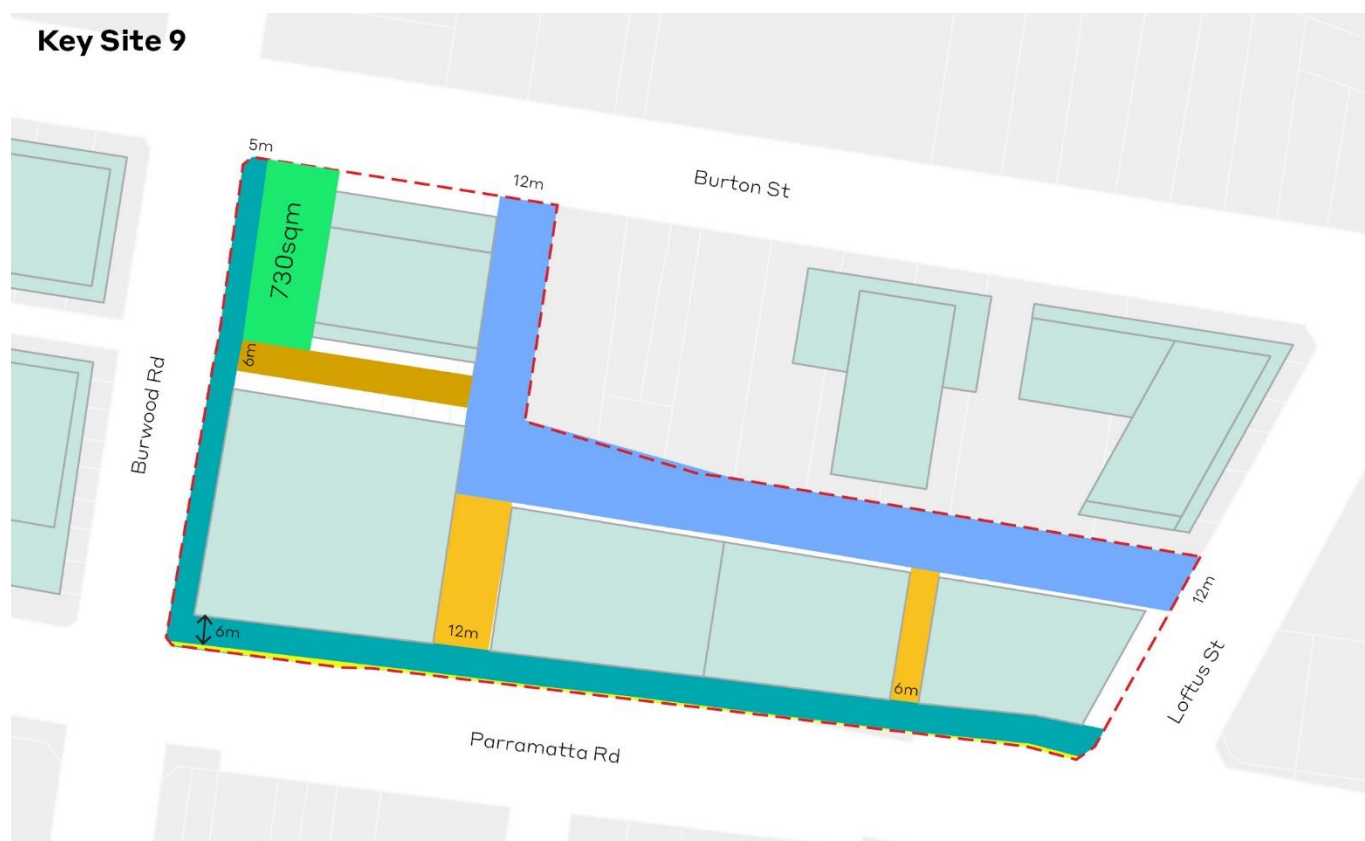 Key Site 9
5m
12m
Burton St
730sqm
6m
Burwood Rd
12m
6m
12m
6m
Loftus St
Parramatta Rd